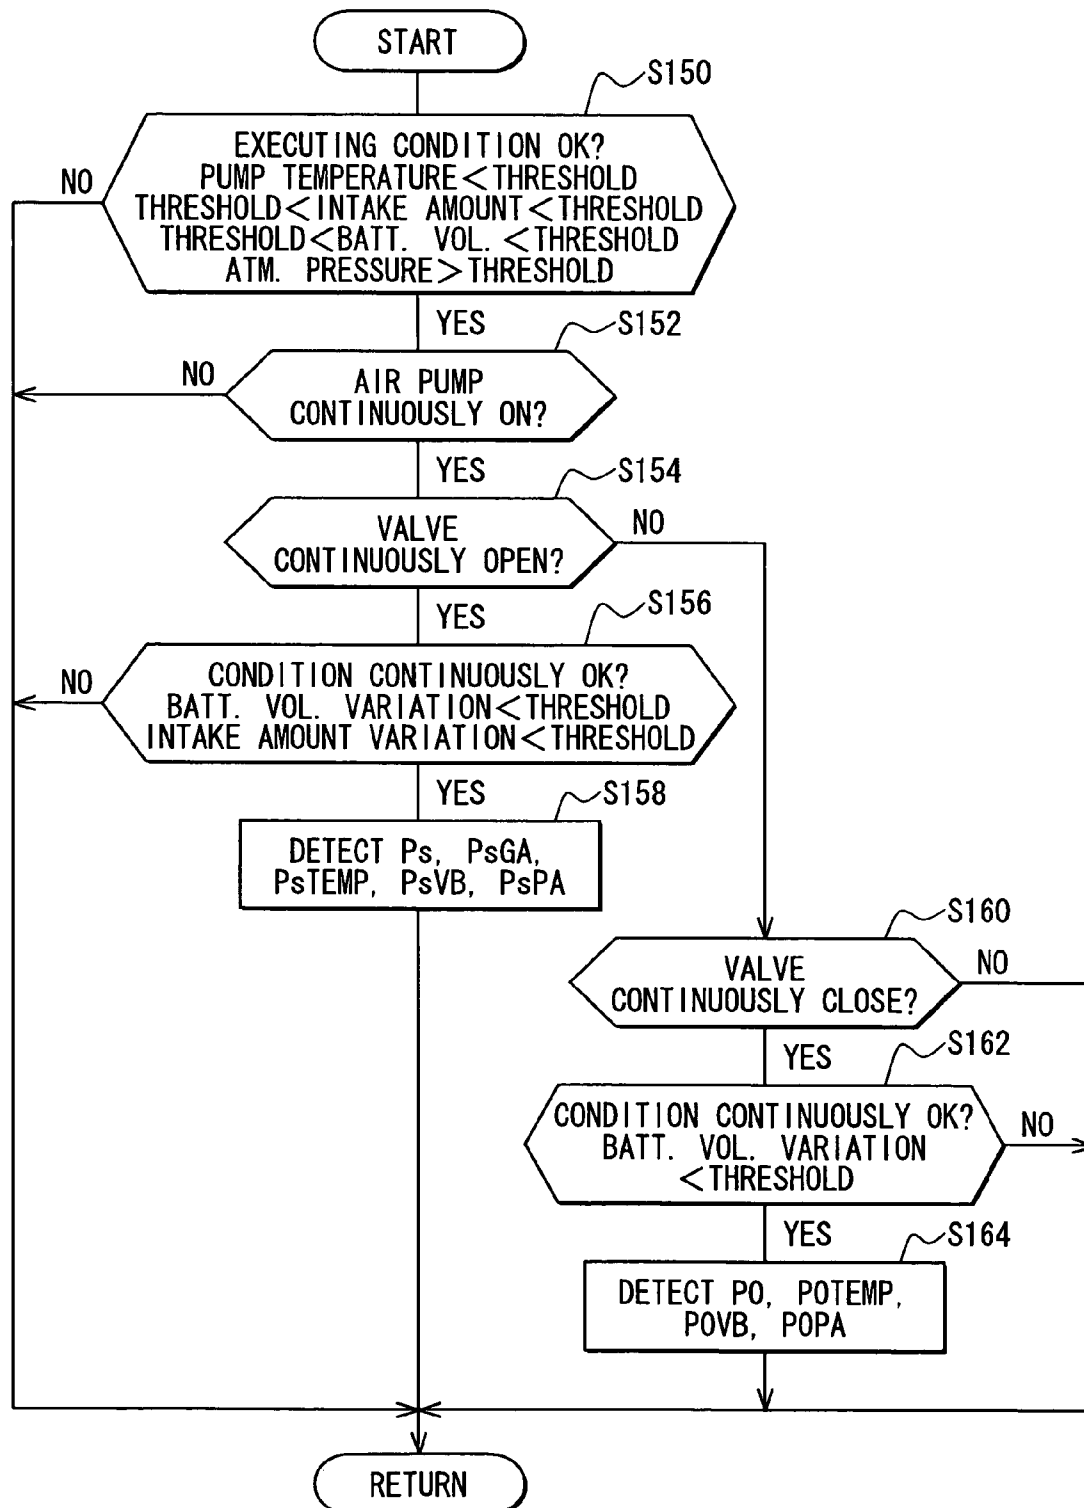 START
S150
EXECUTING CONDITION OK?
PUMP TEMPERATURE<THRESHOLD
THRESHOLD<INTAKE AMOUNT<THRESHOLD
THRESHOLD<BATT. VOL.<THRESHOLD
ATM. PRESSURE>THRESHOLD
NO
YES
S152
AIR PUMP
CONTINUOUSLY ON?
NO
YES
S154
VALVE
CONTINUOUSLY OPEN?
NO
YES
S156
CONDITION CONTINUOUSLY OK?
BATT. VOL. VARIATION<THRESHOLD
INTAKE AMOUNT VARIATION<THRESHOLD
NO
YES
S158
DETECT Ps, PsGA,
PsTEMP, PsVB, PsPA
S160
VALVE
CONTINUOUSLY CLOSE?
NO
YES
S162
CONDITION CONTINUOUSLY OK?
BATT. VOL. VARIATION
<THRESHOLD
NO
YES
S164
DETECT P0, P0TEMP,
P0VB, P0PA
RETURN